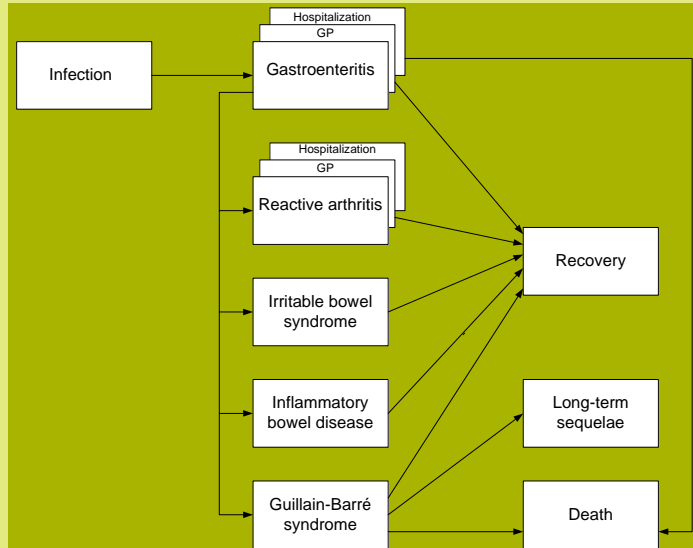 Hospitalization
GP
Gastroenteritis
Infection
Hospitalization
GP
Reactive arthritis
Recovery
Irritable bowel
syndrome
Inflammatory
bowel disease
Long-term
sequelae
Guillain-Barré
syndrome
Death